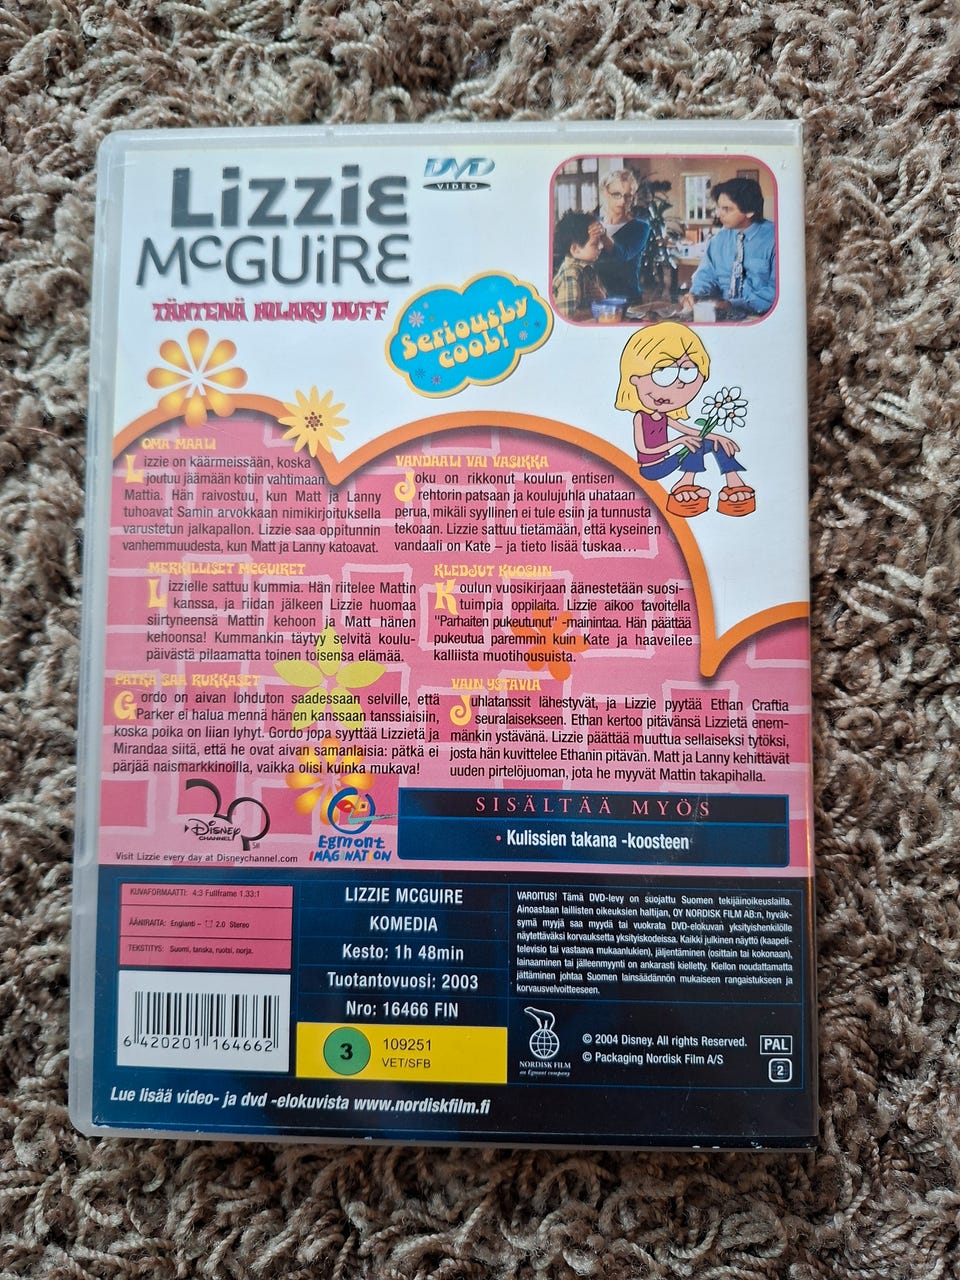 Lizzie
McGuire
DVD
VIDEO
TÄHTENÄ HILARY DUFF
Seriously
cool!
OMA MAALI
Lizzie on käärmeissään, koska
joutuu jäämään kotiin vahtimaan
Mattia. Hän raivostuu, kun Matt ja Lanny
tuhoavat Samin arvokkaan nimikirjoituksella
varustetun jalkapallon. Lizzie saa oppitunnin
vanhemmuudesta, kun Matt ja Lanny katoavat.
VANDAALI VAI VASIKKA
Joku on rikkonut koulun entisen
rehtorin patsaan ja koulujuhla uhataan
perua, mikäli syyllinen ei tule esiin ja tunnusta
tekoaan. Lizzie sattuu tietämään, että kyseinen
vandaali on Kate – ja tieto lisää tuskaa...
MERKILLISET MCGUIRET
Lizzielle sattuu kummia. Hän riitelee Mattin
kanssa, ja riidan jälkeen Lizzie huomaa
siirtyneensä Mattin kehoon ja Matt hänen
kehoonsa! Kummankin täytyy selvitä koulu-
päivästä pilaamatta toinen toisensa elämää.
KLEDJUT KUOSIIN
Koulun vuosikirjaan äänestetään suosi-
tuimpia oppilaita. Lizzie aikoo tavoitella
"Parhaiten pukeutunut" -mainintaa. Hän päättää
pukeutua paremmin kuin Kate ja haaveilee
kalliista muotihousuista.
PÄTKÄ SAA RUKKASET
Gordo on aivan lohduton saadessaan selville, että
Parker ei halua mennä hänen kanssaan tanssiaisiin,
koska poika on liian lyhyt. Gordo jopa syyttää Lizzietä ja
Mirandaa siitä, että he ovat aivan samanlaisia: pätkä ei
pärjää naismarkkinoilla, vaikka olisi kuinka mukava!
VAIN YSTÄVIÄ
Juhlatanssit lähestyvät, ja Lizzie pyytää Ethan Craftia
seuralaisekseen. Ethan kertoo pitävänsä Lizzietä enem-
mänkin ystävänä. Lizzie päättää muuttua sellaiseksi tytöksi,
josta hän kuvittelee Ethanin pitävän. Matt ja Lanny kehittävät
uuden pirtelöjuoman, jota he myyvät Mattin takapihalla.
Disney
CHANNEL
SM
Visit Lizzie every day at Disneychannel.com
Egmont
IMAGINATION
SISÄLTÄÄ MYÖS
• Kulissien takana -koosteen
KUVAFORMAATTI: 4:3 Fullframe 1,33:1
ÄÄNIRAITA: Englanti – 2.0 Stereo
TEKSTITYS: Suomi, tanska, ruotsi, norja.
6 420201 164662
LIZZIE MCGUIRE
KOMEDIA
Kesto: 1h 48min
Tuotantovuosi: 2003
Nro: 16466 FIN
3
109251
VET/SFB
VAROITUS! Tämä DVD-levy on suojattu Suomen tekijäinoikeuslailla.
Ainoastaan laillisten oikeuksien haltijan, OY NORDISK FILM AB:n, hyväk-
symä myyjä saa myydä tai vuokrata DVD-elokuvan yksityishenkilölle
näytettäväksi korvauksetta yksityiskodeissa. Kaikki julkinen näyttö (kaapeli-
televisio tai vastaava mukaanlukien), jäljentäminen (osittain tai kokonaan),
lainaaminen tai jälleenmyynti on ankarasti kielletty. Kiellon noudattamatta
jättäminen johtaa Suomen lainsäädännön mukaiseen rangaistukseen ja
korvausvelvoitteeseen.
NORDISK FILM
an Egmont company
© 2004 Disney. All rights Reserved.
© Packaging Nordisk Film A/S
PAL
2
Lue lisää video- ja dvd -elokuvista www.nordiskfilm.fi